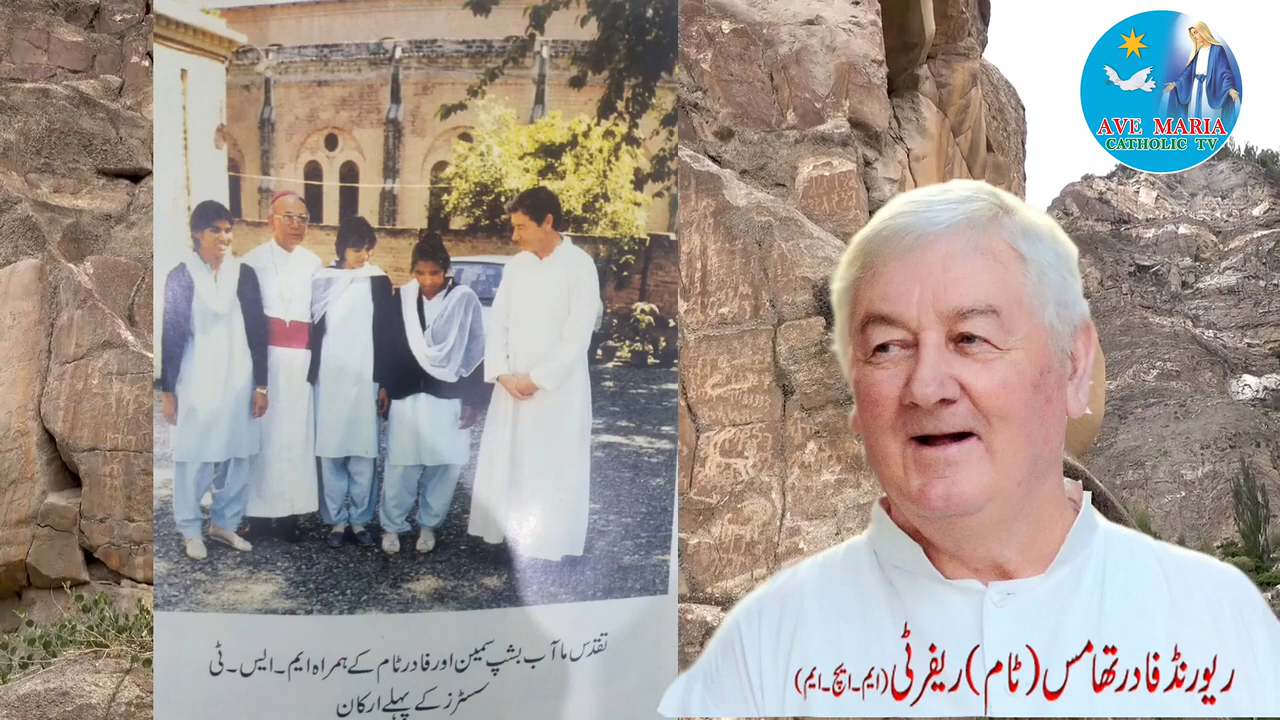 AVE MARIA
CATHOLIC TV
تقدس مآب بشپ سمین اور فادر ٹام کے ہمراہ ایم۔ایس۔ٹی
سسٹرز کے پہلے ارکان
ریورنڈ فادر تھامس (ٹام) ریفرٹی (ایم۔ایچ۔ایم)